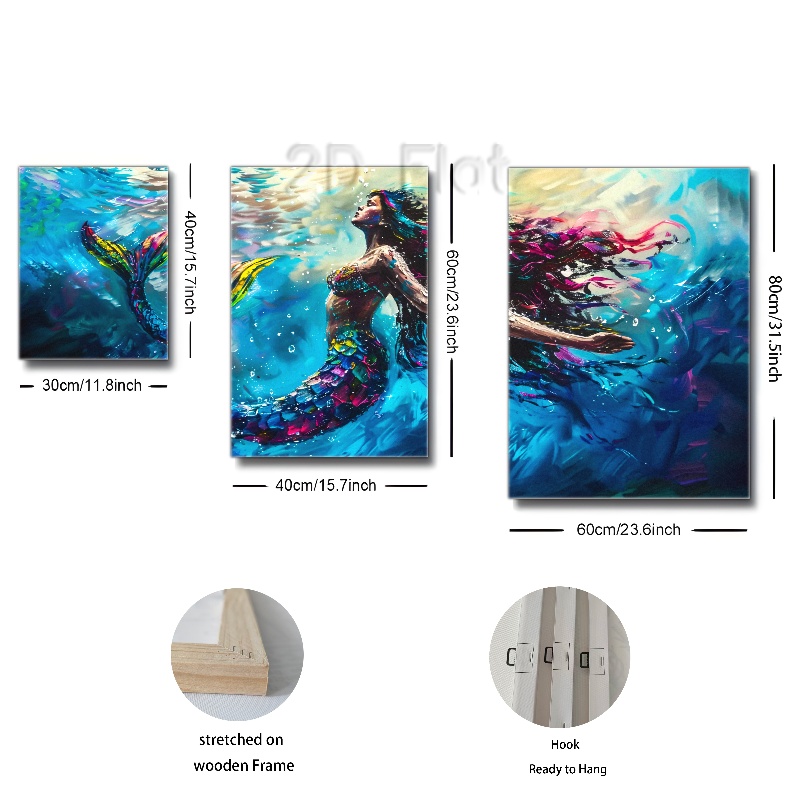 2D Flat
40cm/15.7inch
30cm/11.8inch
60cm/23.6inch
40cm/15.7inch
80cm/31.5inch
60cm/23.6inch
stretched on
wooden Frame
Hook
Ready to Hang